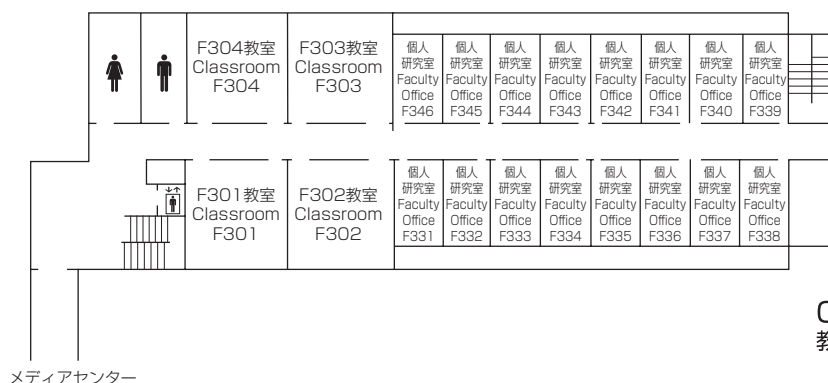 F304教室
Classroom
F304
F303教室
Classroom
F303
個人
研究室
Faculty
Office
F346
個人
研究室
Faculty
Office
F345
個人
研究室
Faculty
Office
F344
個人
研究室
Faculty
Office
F343
個人
研究室
Faculty
Office
F342
個人
研究室
Faculty
Office
F341
個人
研究室
Faculty
Office
F340
個人
研究室
Faculty
Office
F339
F301教室
Classroom
F301
F302教室
Classroom
F302
個人
研究室
Faculty
Office
F331
個人
研究室
Faculty
Office
F332
個人
研究室
Faculty
Office
F333
個人
研究室
Faculty
Office
F334
個人
研究室
Faculty
Office
F335
個人
研究室
Faculty
Office
F336
個人
研究室
Faculty
Office
F337
個人
研究室
Faculty
Office
F338
教
メディアセンター